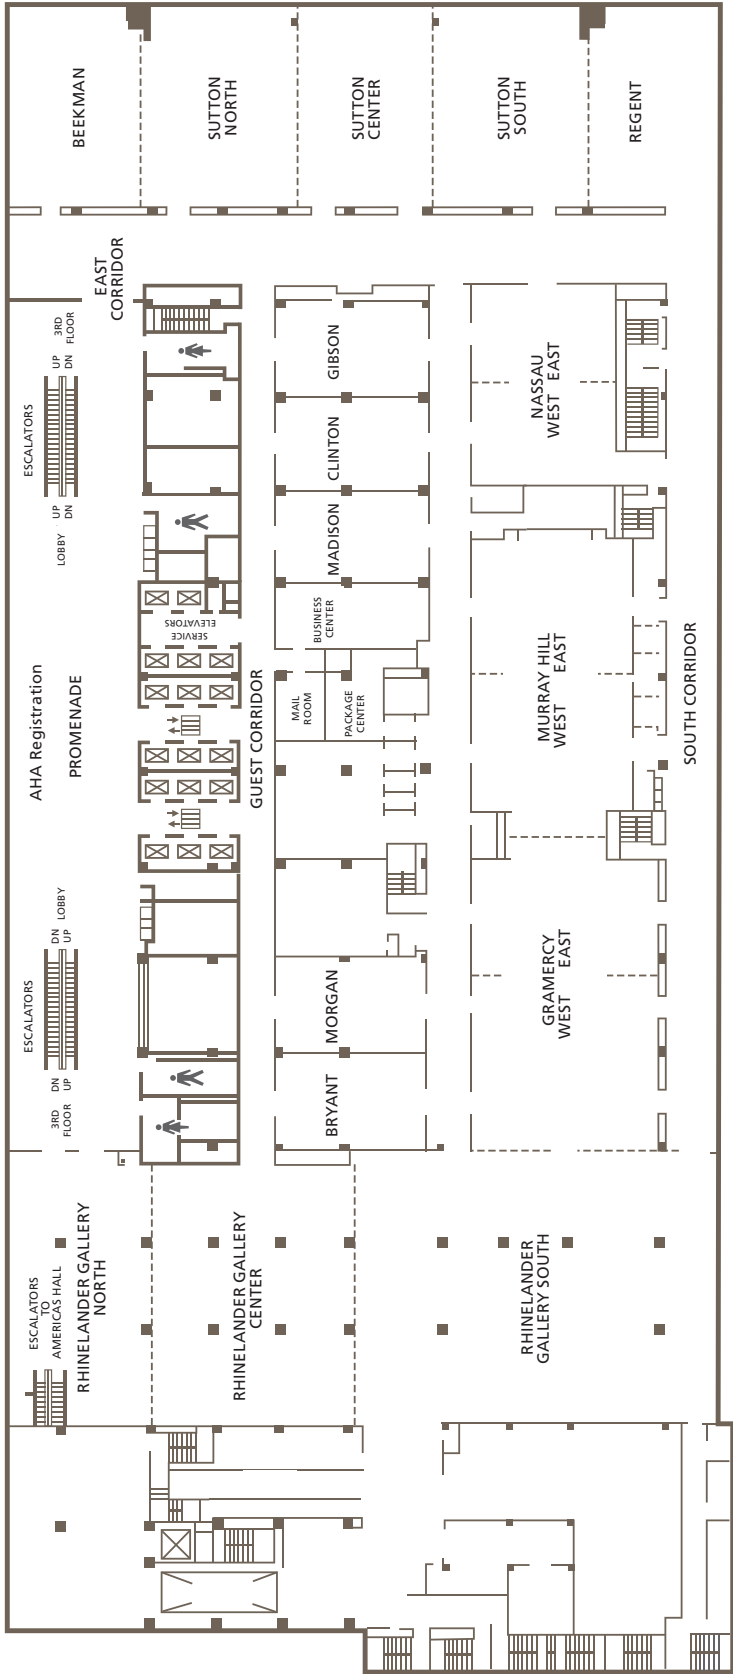 BEEKMAN
SUTTON
NORTH
SUTTON
CENTER
SUTTON
SOUTH
REGENT
EAST
CORRIDOR
3RD
FLOOR
UP
DN
ESCALATORS
UP
DN
LOBBY
GIBSON
CLINTON
MADISON
NASSAU
WEST EAST
BUSINESS
CENTER
SERVICE
ELEVATORS
MAIL
ROOM
PACKAGE
CENTER
AHA Registration
PROMENADE
GUEST CORRIDOR
MURRAY HILL
WEST EAST
SOUTH CORRIDOR
LOBBY
DN
UP
ESCALATORS
DN
UP
3RD
FLOOR
MORGAN
BRYANT
GRAMERCY
WEST EAST
ESCALATORS
TO
AMERICAS HALL
RHINELANDER GALLERY
NORTH
RHINELANDER GALLERY
CENTER
RHINELANDER
GALLERY SOUTH